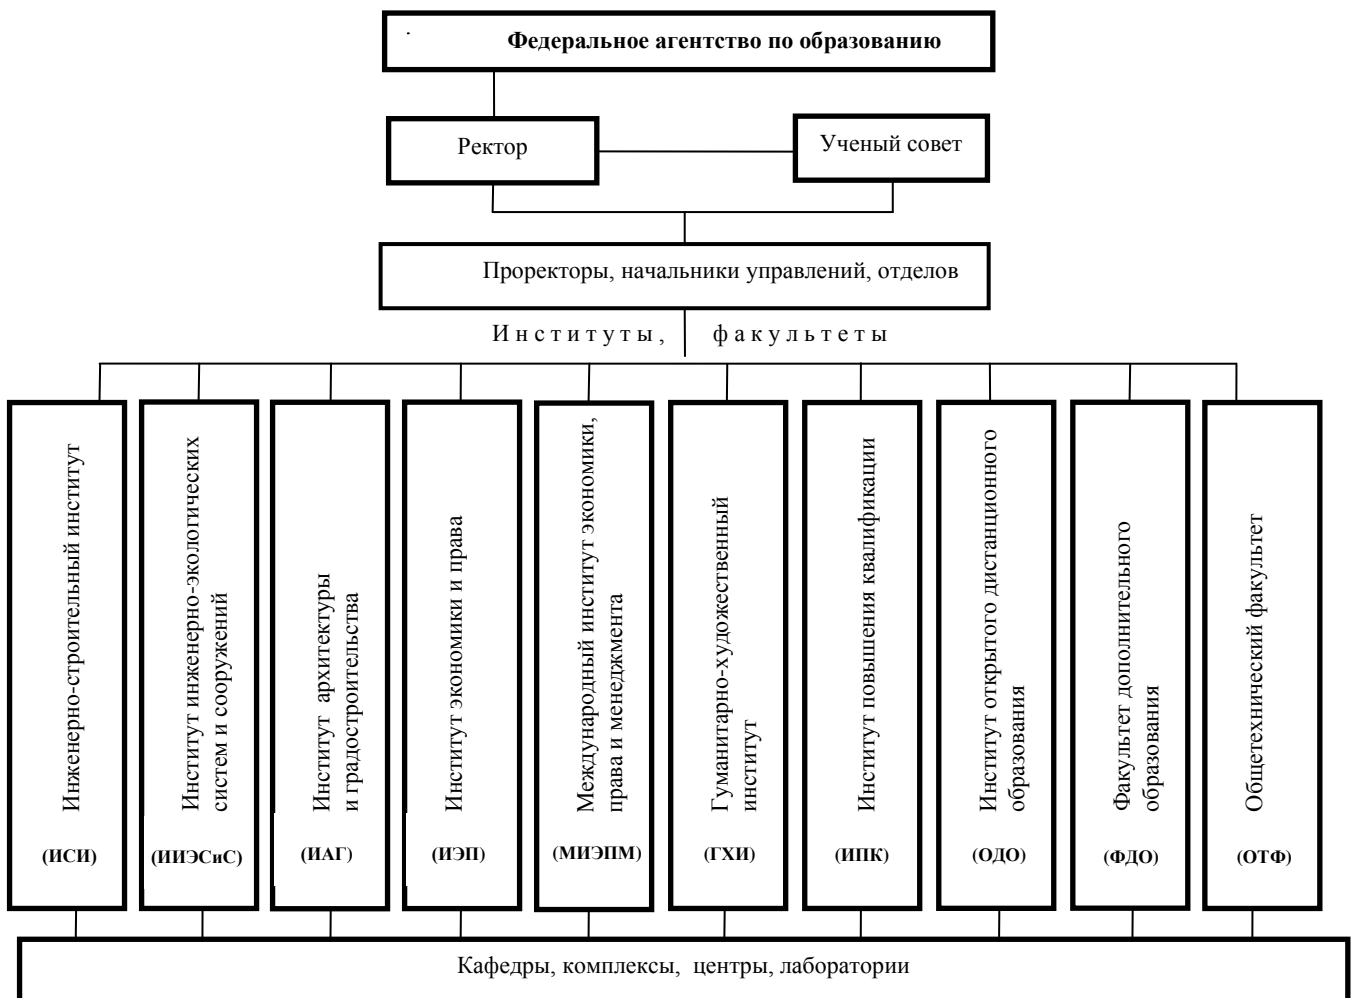 Федеральное агентство по образованию
Ректор
Ученый совет
Проректоры, начальники управлений, отделов
Институты, факультеты
Инженерно-строительный институт
(ИСИ)
Институт инженерно-экологических
систем и сооружений
(ИИЭСиС)
Институт архитектуры
и градостроительства
(ИАГ)
Институт экономики и права
(ИЭП)
Международный институт экономики,
права и менеджмента
(МИЭПМ)
Гуманитарно-художественный
институт
(ГХИ)
Институт повышения квалификации
(ИПК)
Институт открытого дистанционного
образования
(ОДО)
Факультет дополнительного
образования
(ФДО)
Общетехнический факультет
(ОТФ)
Кафедры, комплексы, центры, лаборатории